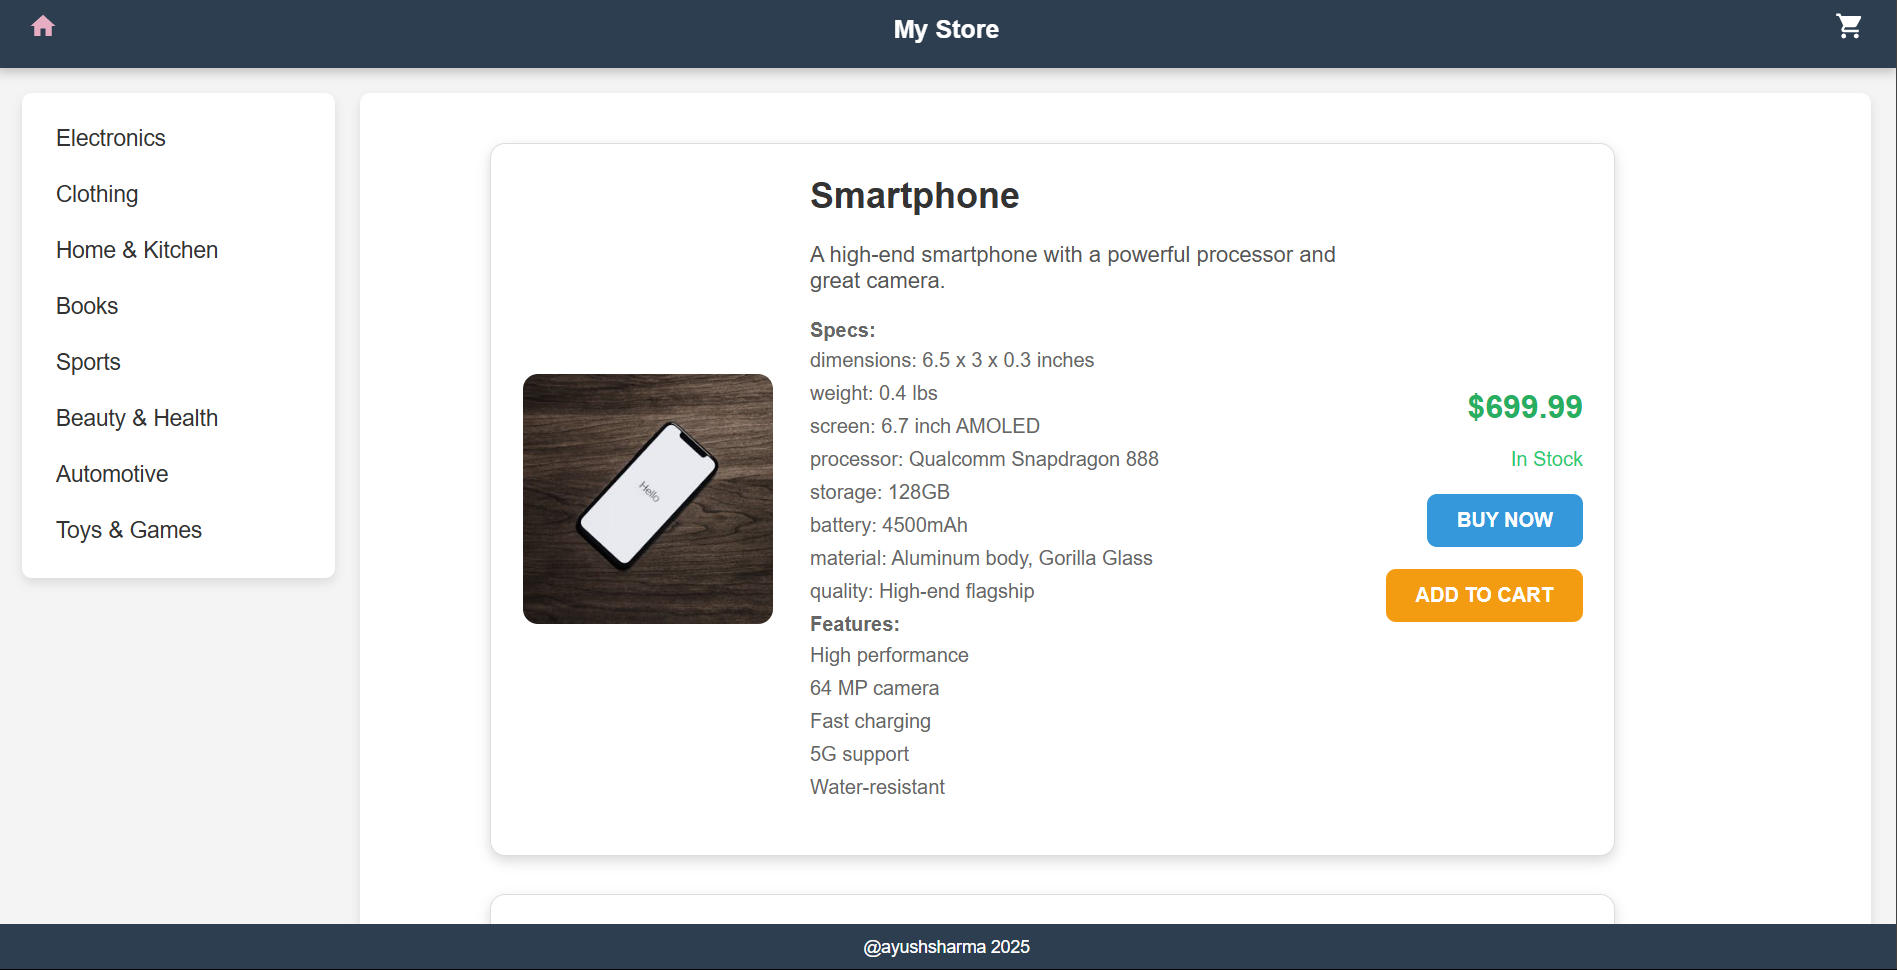 My Store
Electronics
Clothing
Home & Kitchen
Books
Sports
Beauty & Health
Automotive
Toys & Games
Smartphone
A high-end smartphone with a powerful processor and
great camera.
Specs:
dimensions: 6.5 x 3 x 0.3 inches
weight: 0.4 lbs
screen: 6.7 inch AMOLED
processor: Qualcomm Snapdragon 888
storage: 128GB
battery: 4500mAh
material: Aluminum body, Gorilla Glass
quality: High-end flagship
Features:
High performance
64 MP camera
Fast charging
5G support
Water-resistant
Hello
$699.99
In Stock
BUY NOW
ADD TO CART
@ayushsharma 2025